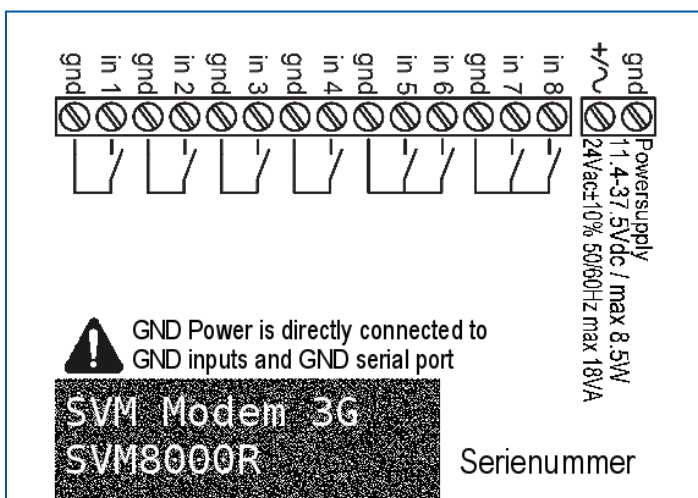 gnd in 1 gnd in 2 gnd in 3 gnd in 4 gnd in 5 in 6 gnd in 7 in 8 +/~ gnd
Powersupply
11.4-37.5Vdc / max 8.5W
24Vac±10% 50/60Hz max 18VA
GND Power is directly connected to
GND inputs and GND serial port
SVM Modem 3G
SVM8000R
Serienummer